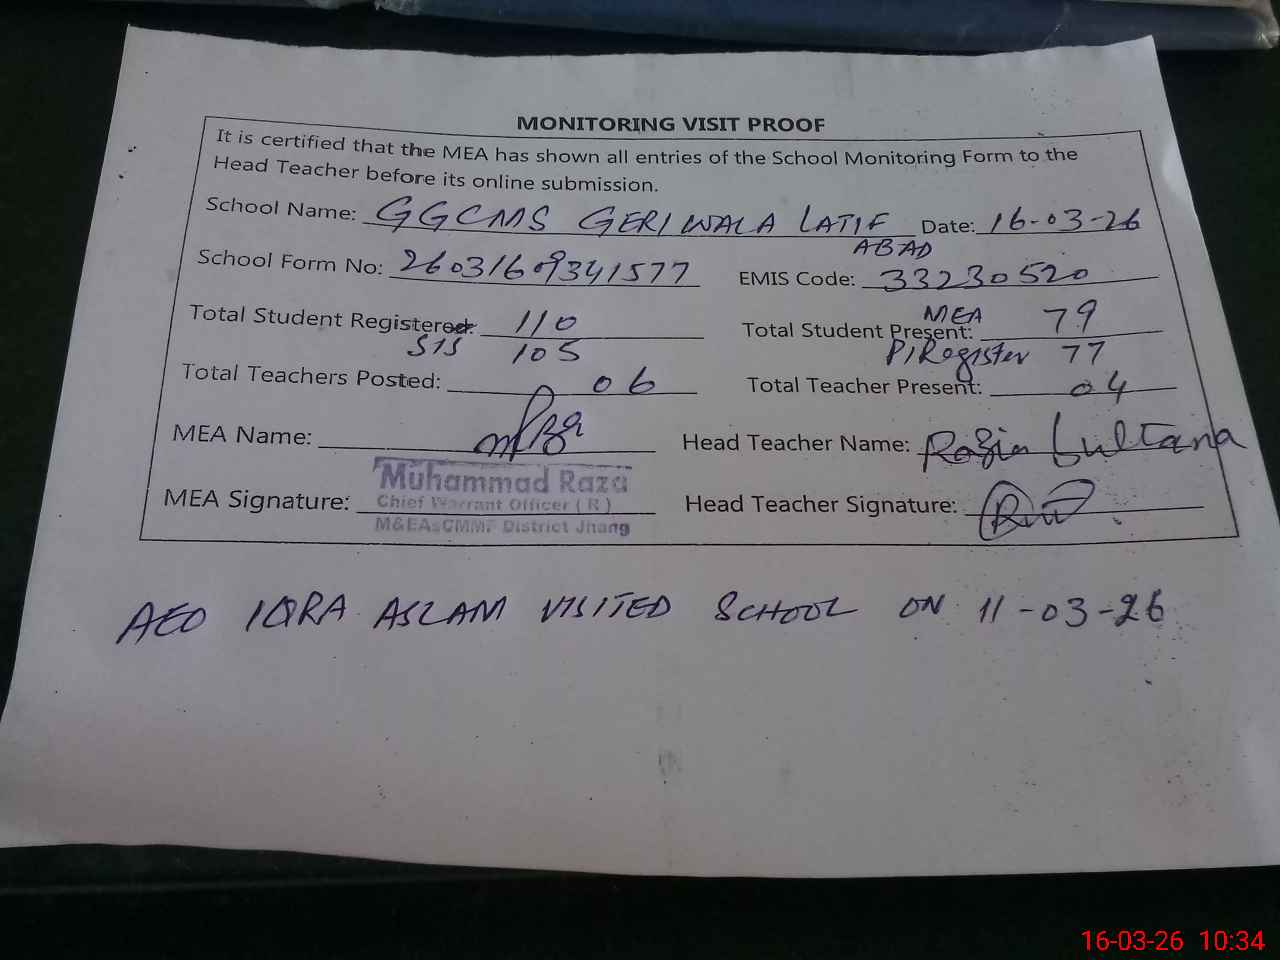 MONITORING VISIT PROOF
It is certified that the MEA has shown all entries of the School Monitoring Form to the
Head Teacher before its online submission.
School Name: GGCMS GERIWALA LATIF ABAD Date: 16-03-26
School Form No: 26031609341577 EMIS Code: 33230520
Total Student Registered: 110 Total Student Present: MEA 79
SIS 105 P/Register 77
Total Teachers Posted: 06 Total Teacher Present: 04
MEA Name: Head Teacher Name: Razia Sultana
Muhammad Raza
MEA Signature: Chief Warrant Officer ( R ) Head Teacher Signature:
M&EAsCMMF District Jhang
AEO IQRA ASLAM VISITED SCHOOL ON 11-03-26
16-03-26 10:34